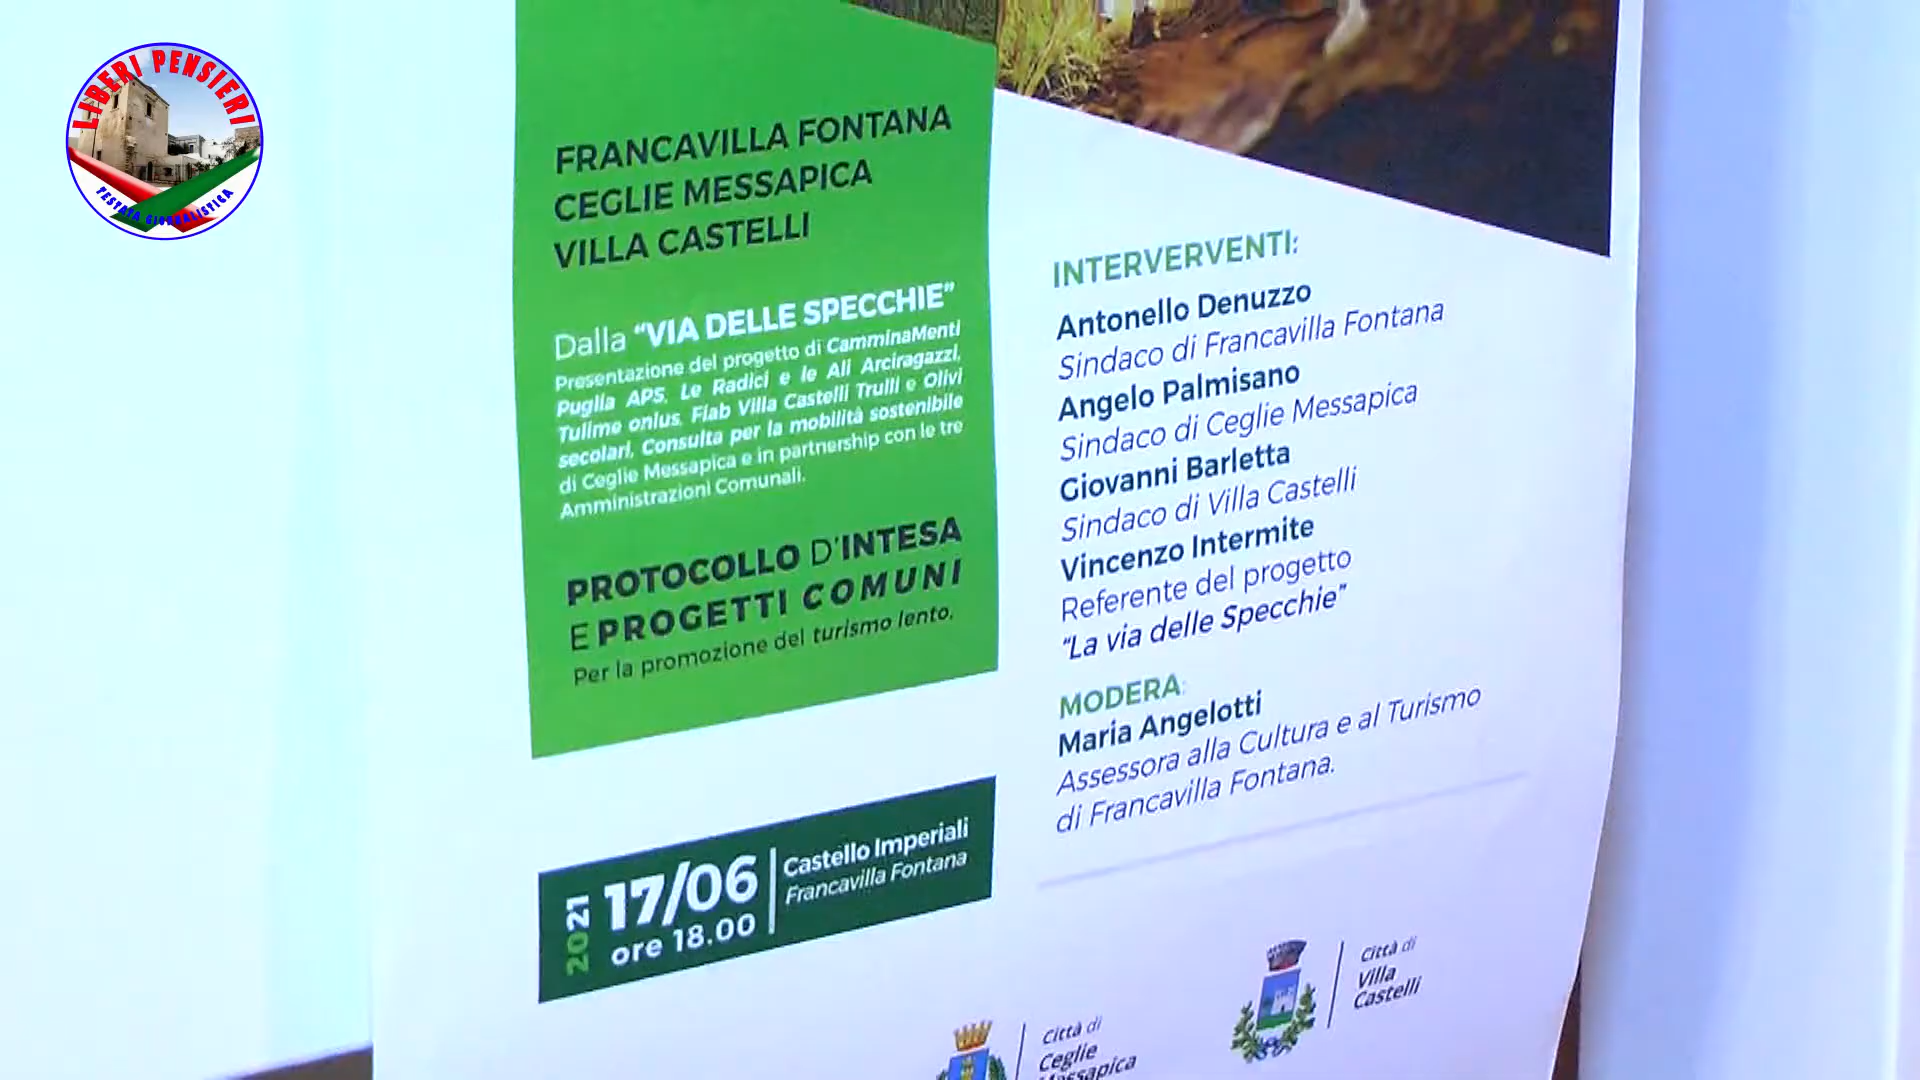 LIBERI PENSIERI
TESTATA GIORNALISTICA
FRANCAVILLA FONTANA
CEGLIE MESSAPICA
VILLA CASTELLI
Dalla “VIA DELLE SPECCHIE”
Presentazione del progetto di CamminaMenti
Puglia APS, Le Radici e le Ali Arciragazzi,
Tulime onlus, Fiab Villa Castelli Trulli e Olivi
secolari, Consulta per la mobilità sostenibile
di Ceglie Messapica e in partnership con le tre
Amministrazioni Comunali.
PROTOCOLLO D'INTESA
E PROGETTI COMUNI
Per la promozione del turismo lento.
2021
17/06
ore 18.00
Castello Imperiali
Francavilla Fontana
INTERVERVENTI:
Antonello Denuzzo
Sindaco di Francavilla Fontana
Angelo Palmisano
Sindaco di Ceglie Messapica
Giovanni Barletta
Sindaco di Villa Castelli
Vincenzo Intermite
Referente del progetto
“La via delle Specchie”
MODERA:
Maria Angelotti
Assessora alla Cultura e al Turismo
di Francavilla Fontana.
Città di
Ceglie
Messapica
Città di
Villa
Castelli